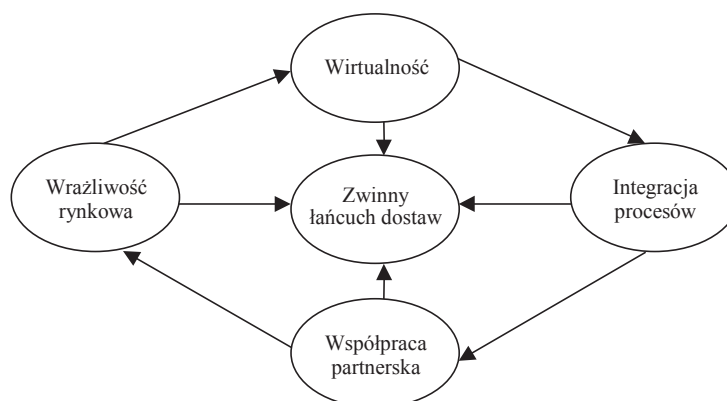 Wirtualność
Wrażliwość
rynkowa
Zwinny
łańcuch dostaw
Integracja
procesów
Współpraca
partnerska